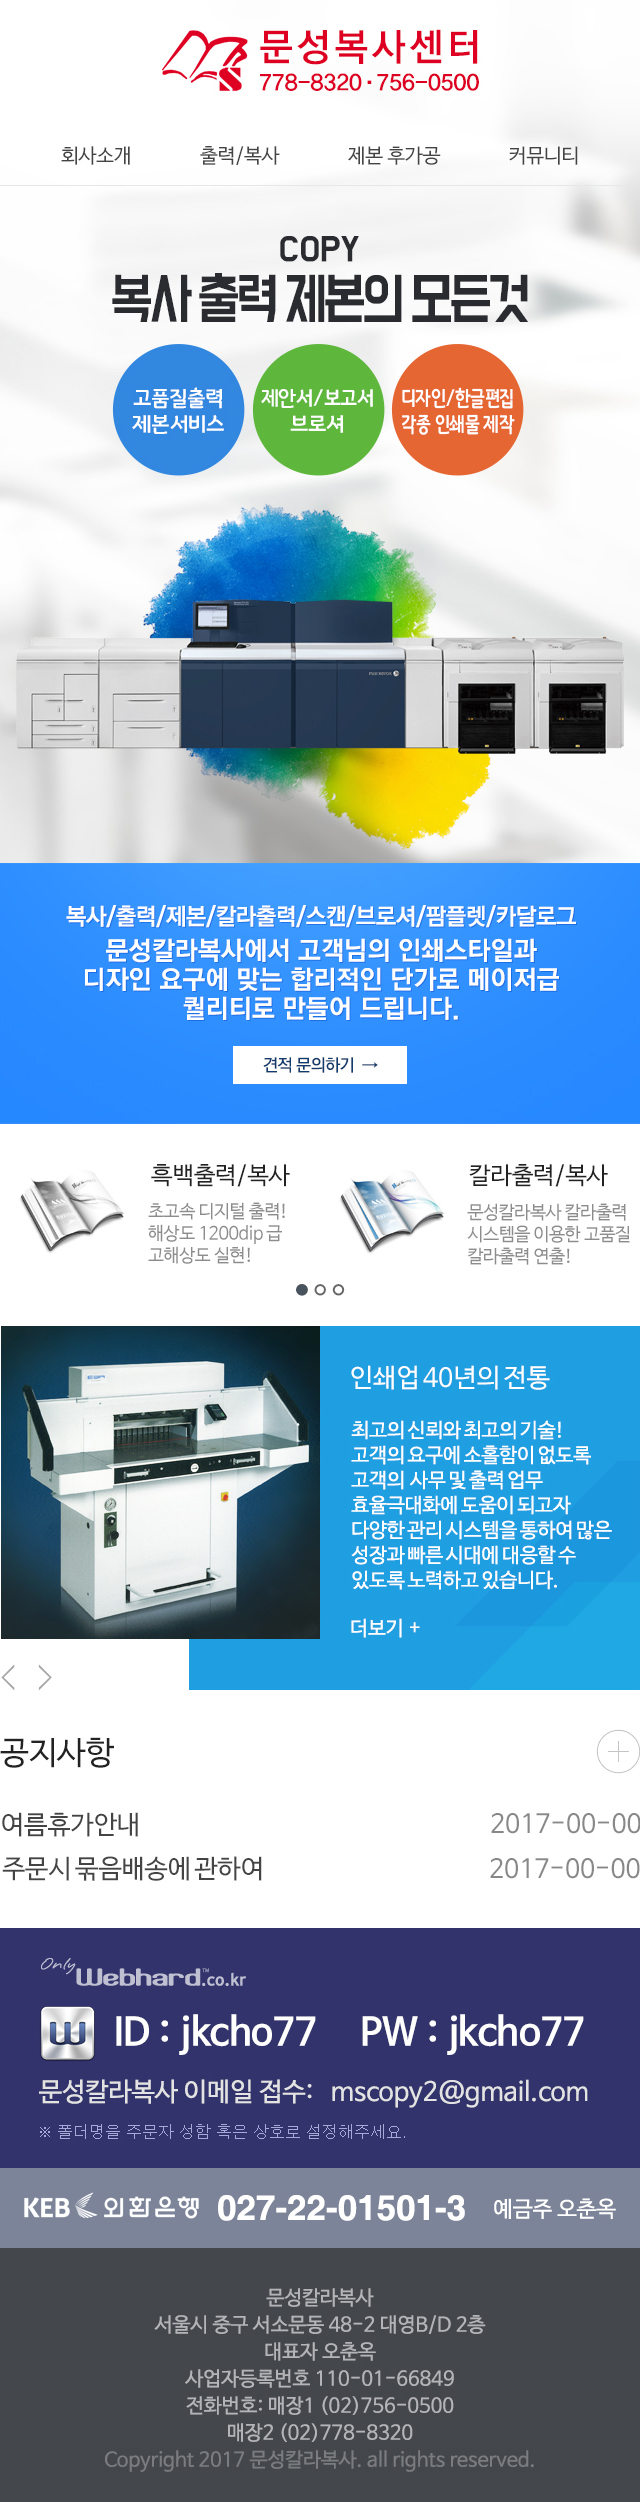 문성복사센터
778-8320·756-0500
회사소개 출력/복사 제본 후가공 커뮤니티
COPY
복사 출력 제본의 모든것
고품질출력
제본서비스
제안서/보고서
브로셔
디자인/한글편집
각종 인쇄물 제작
복사/출력/제본/칼라출력/스캔/브로셔/팜플렛/카달로그
문성칼라복사에서 고객님의 인쇄스타일과
디자인 요구에 맞는 합리적인 단가로 메이저급
퀄리티로 만들어 드립니다.
견적 문의하기 →
흑백출력/복사
초고속 디지털 출력!
해상도 1200dip 급
고해상도 실현!
칼라출력/복사
문성칼라복사 칼라출력
시스템을 이용한 고품질
칼라출력 연출!
인쇄업 40년의 전통
최고의 신뢰와 최고의 기술!
고객의 요구에 소홀함이 없도록
고객의 사무 및 출력 업무
효율극대화에 도움이 되고자
다양한 관리 시스템을 통하여 많은
성장과 빠른 시대에 대응할 수
있도록 노력하고 있습니다.
더보기 +
공지사항
여름휴가안내 2017-00-00
주문시 묶음배송에 관하여 2017-00-00
Only Webhard™.co.kr
W ID : jkcho77 PW : jkcho77
문성칼라복사 이메일 접수: mscopy2@gmail.com
※ 폴더명을 주문자 성함 혹은 상호로 설정해주세요.
KEB 외환은행 027-22-01501-3 예금주 오춘옥
문성칼라복사
서울시 중구 서소문동 48-2 대영B/D 2층
대표자 오춘옥
사업자등록번호 110-01-66849
전화번호: 매장1 (02)756-0500
매장2 (02)778-8320
Copyright 2017 문성칼라복사. all rights reserved.